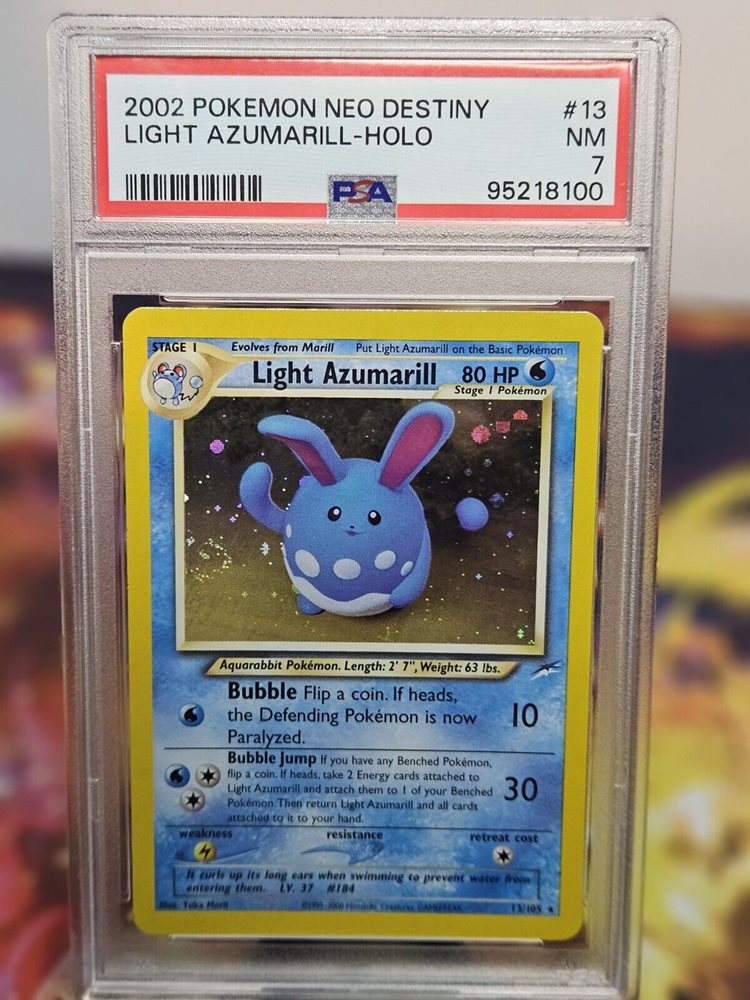 2002 POKEMON NEO DESTINY #13
LIGHT AZUMARILL-HOLO NM
7
PSA 95218100
STAGE 1 Evolves from Marill Put Light Azumarill on the Basic Pokémon
Light Azumarill 80 HP
Stage 1 Pokémon
Aquarabbit Pokémon. Length: 2' 7", Weight: 63 lbs.
Bubble Flip a coin. If heads,
the Defending Pokémon is now 10
Paralyzed.
Bubble Jump If you have any Benched Pokémon,
flip a coin. If heads, take 2 Energy cards attached to
Light Azumarill and attach them to 1 of your Benched 30
Pokémon. Then return Light Azumarill and all cards
attached to it to your hand.
weakness resistance retreat cost
It curls up its long ears when swimming to prevent water from
entering them. LV. 37 #184
Illus. Yuka Morii ©1995-2000 Nintendo, Creatures, GAMEFREAK. 13/105 ★